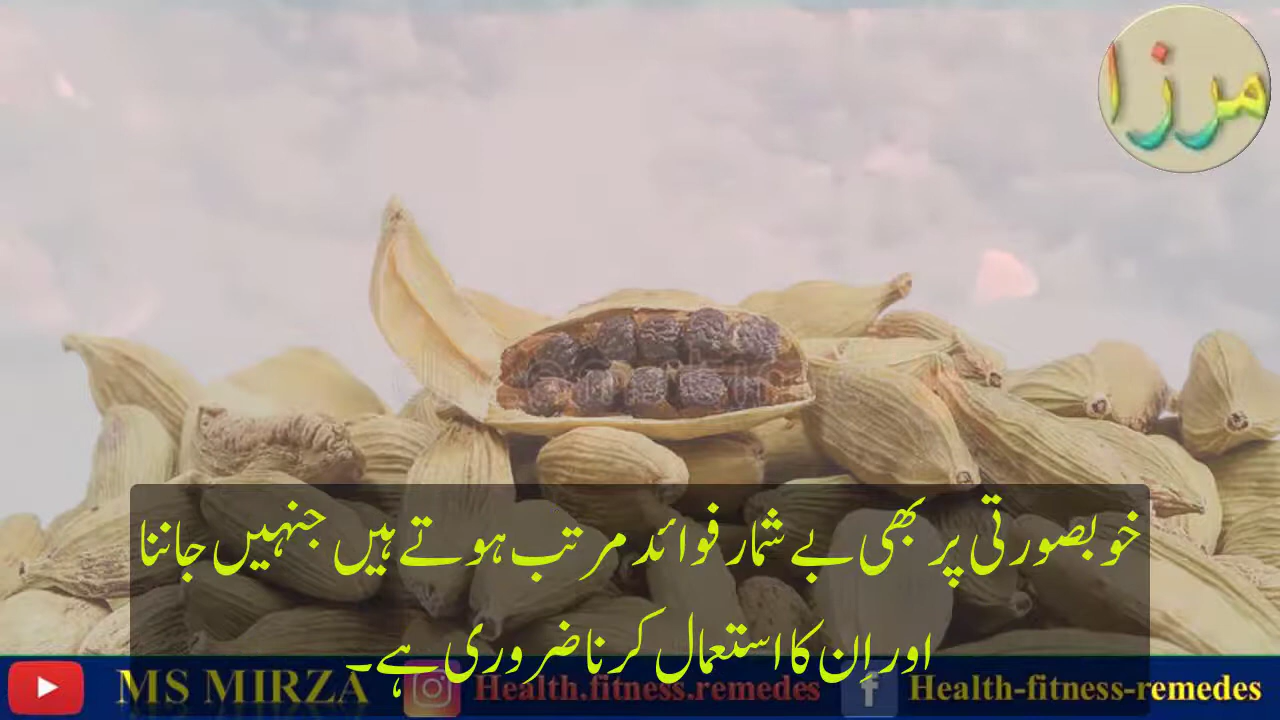 مرزا
خوبصورتی پر بھی بے شمار فوائد مرتب ہوتے ہیں جنہیں جاننا
اور اِن کا استعمال کرنا ضروری ہے۔
MS MIRZA Health.fitness.remedes Health-fitness-remedes